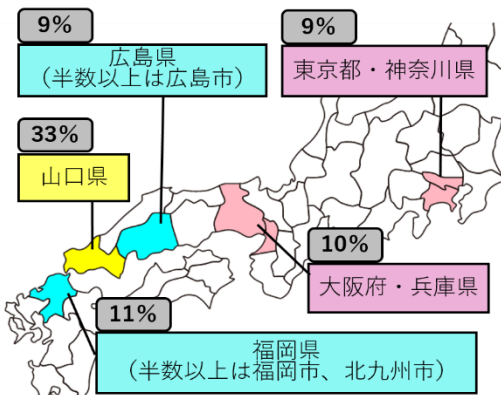 9%
広島県
（半数以上は広島市）
9%
東京都・神奈川県
33%
山口県
10%
大阪府・兵庫県
11%
福岡県
（半数以上は福岡市、北九州市）